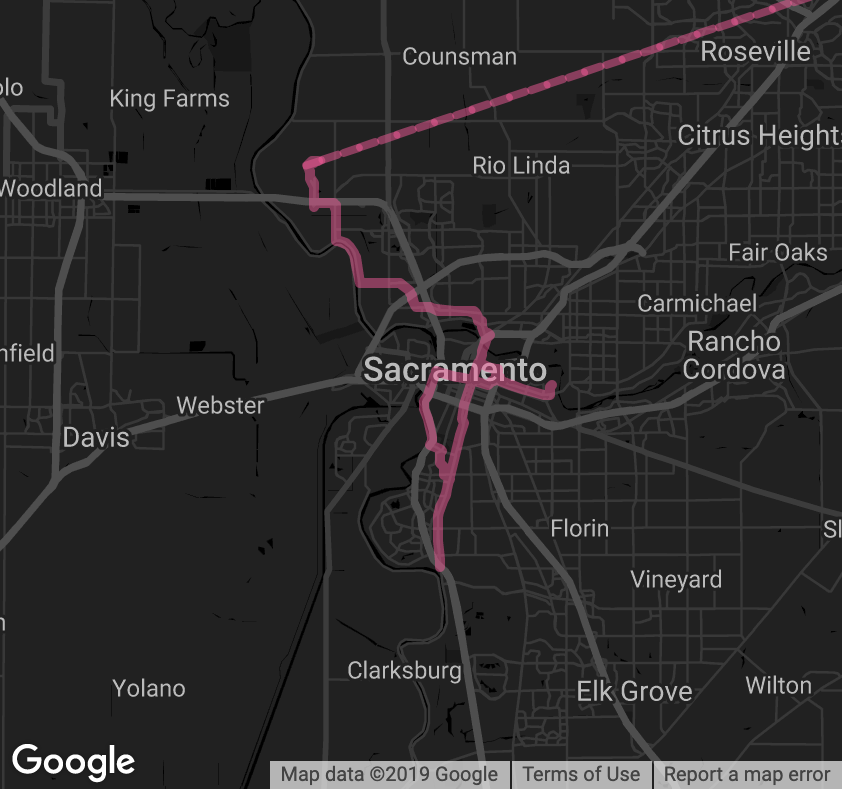 Counsman
Roseville
olo
King Farms
Citrus Heights
Rio Linda
Woodland
Fair Oaks
Carmichael
nfield
Rancho
Cordova
Sacramento
Webster
Davis
Florin
Sl
Vineyard
n
Clarksburg
Yolano
Elk Grove
Wilton
Google
Map data ©2019 Google
Terms of Use
Report a map error